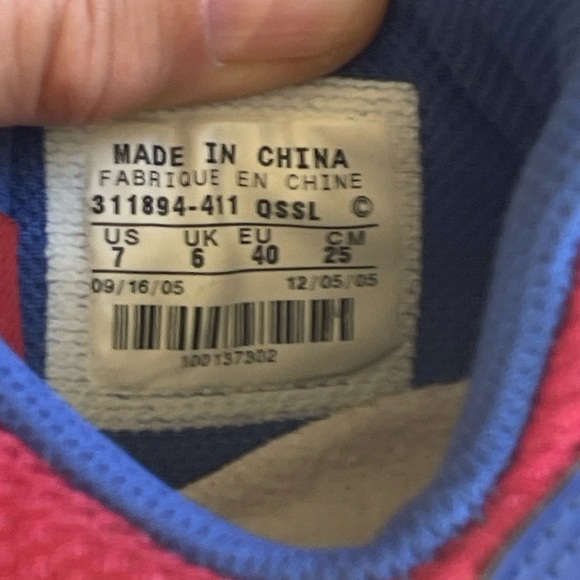 MADE IN CHINA
FABRIQUE EN CHINE
311894-411 QSSL ©
US UK EU CM
7 6 40 25
09/16/05 12/05/05
100137302